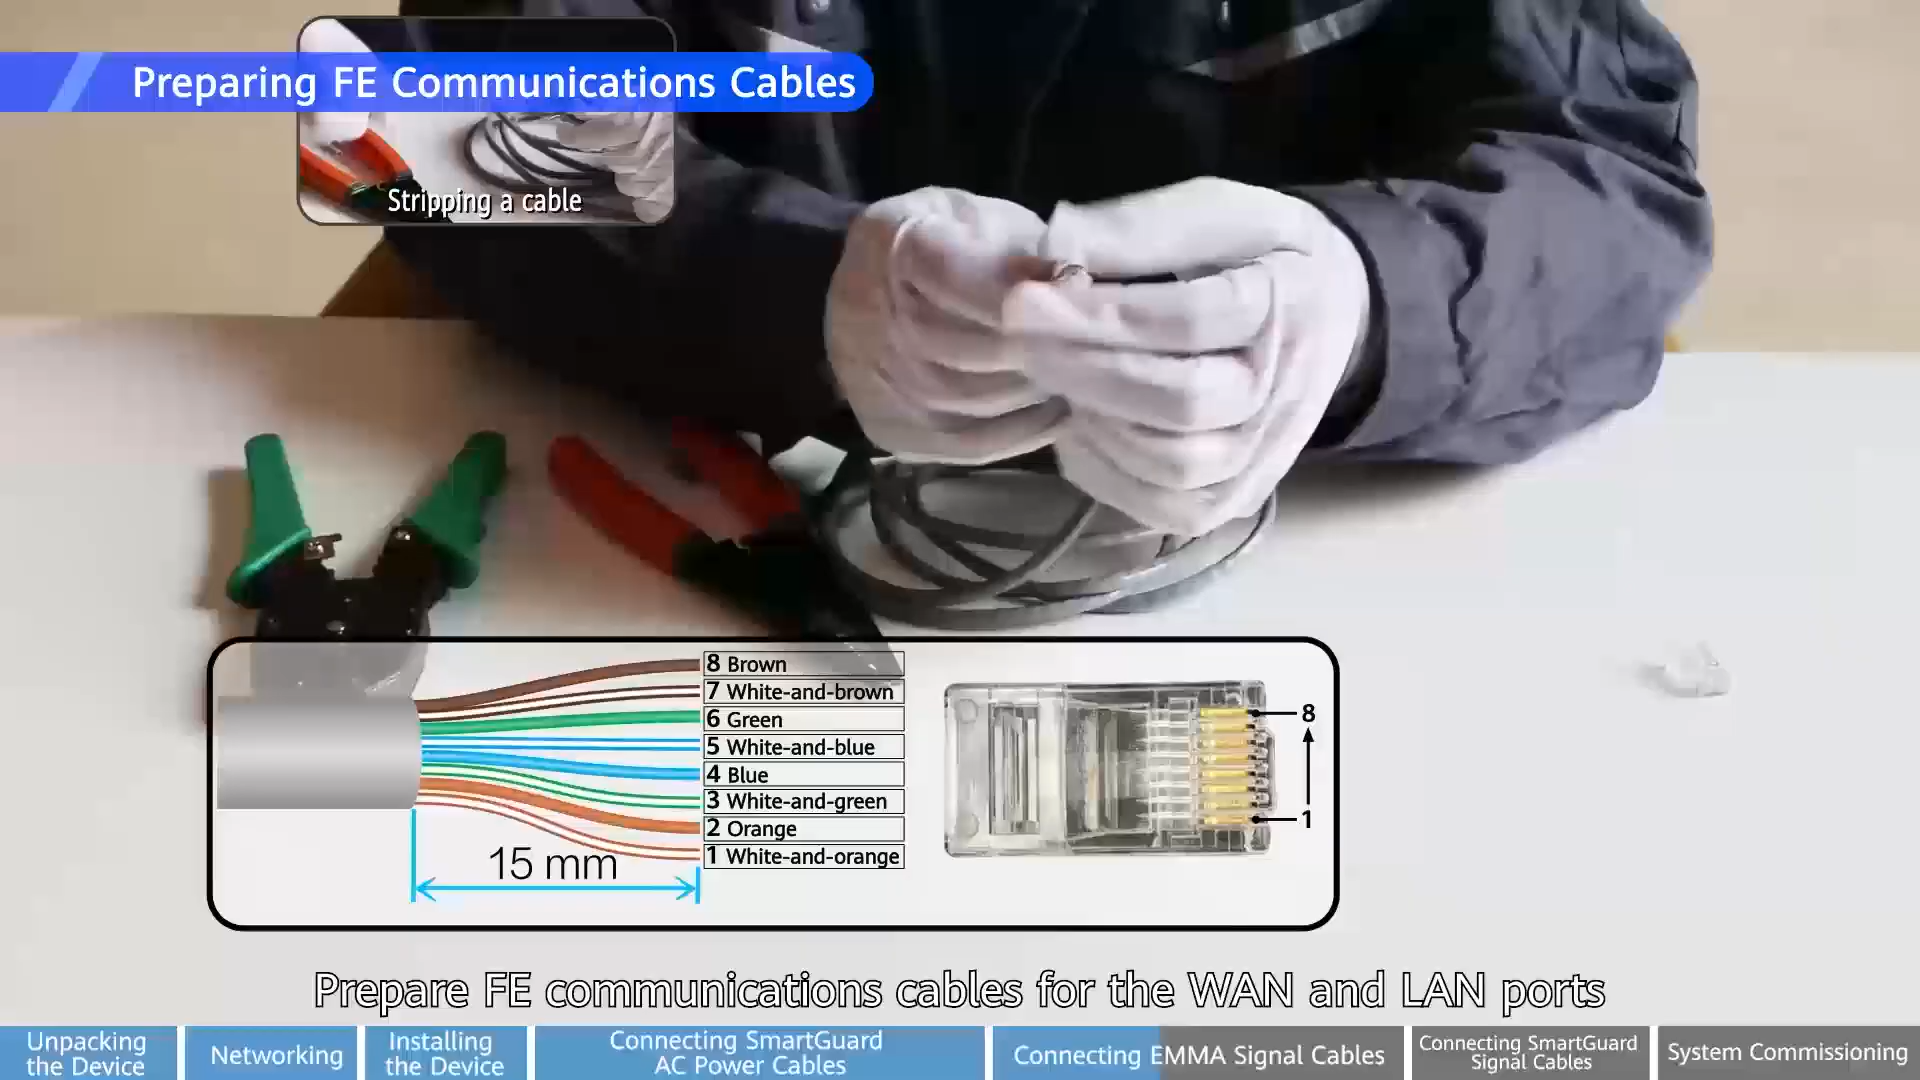 Preparing FE Communications Cables
Stripping a cable
8 Brown
7 White-and-brown
6 Green
5 White-and-blue
4 Blue
3 White-and-green
2 Orange
1 White-and-orange
15 mm
8
1
Prepare FE communications cables for the WAN and LAN ports
Unpacking
the Device
Networking
Installing
the Device
Connecting SmartGuard
AC Power Cables
Connecting EMMA Signal Cables
Connecting SmartGuard
Signal Cables
System Commissioning